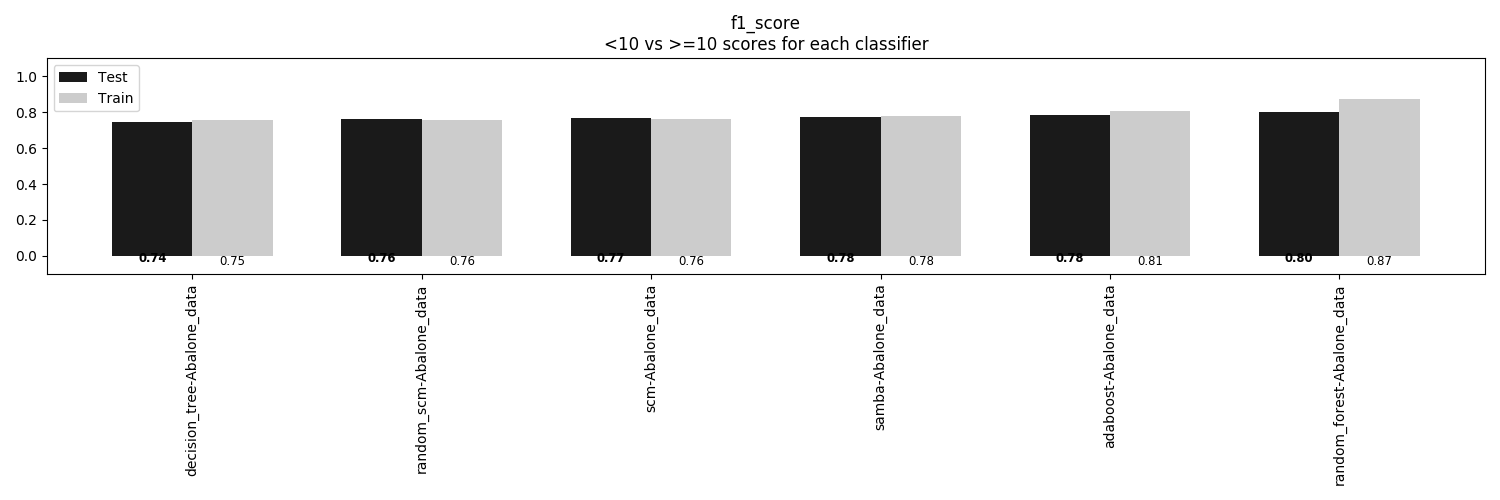 f1_score
<10 vs >=10 scores for each classifier
Test
Train
1.0
0.8
0.6
0.4
0.2
0.0
0.74 0.75 0.76 0.76 0.77 0.76 0.78 0.78 0.78 0.81 0.80 0.87
decision_tree-Abalone_data
random_scm-Abalone_data
scm-Abalone_data
samba-Abalone_data
adaboost-Abalone_data
random_forest-Abalone_data